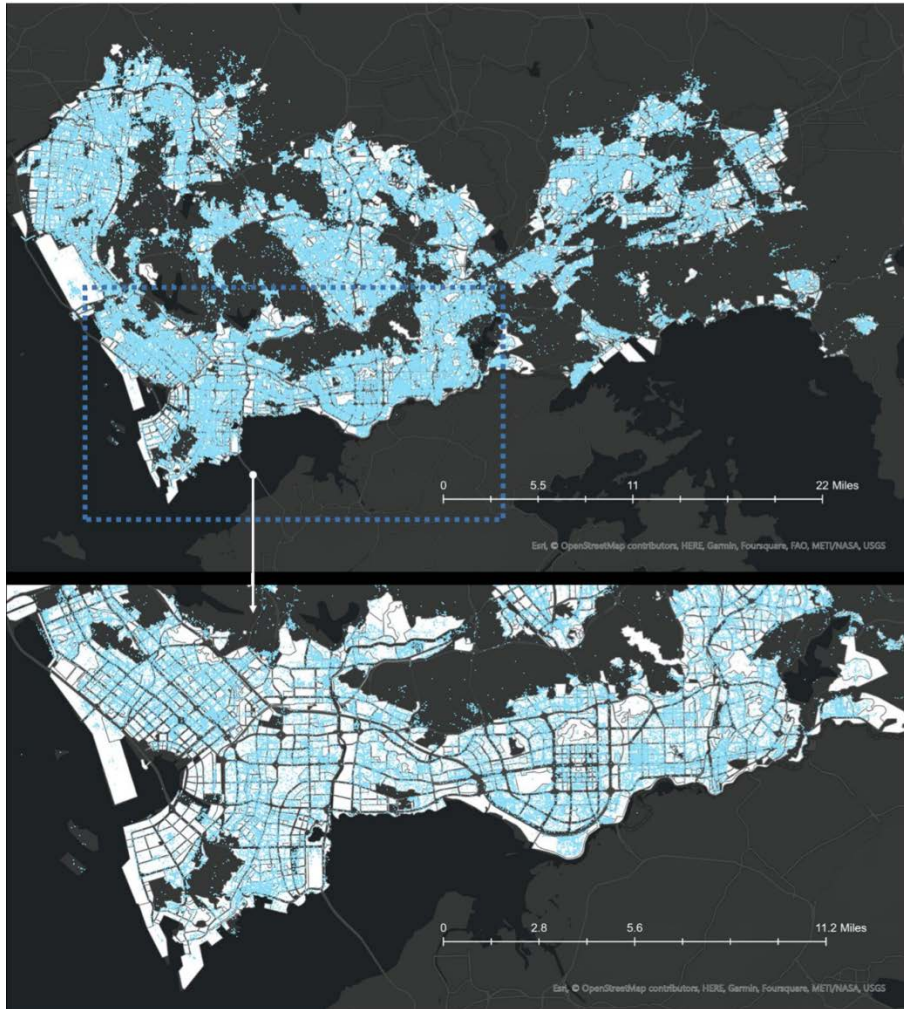 0 5.5 11 22 Miles
Esri, © OpenStreetMap contributors, HERE, Garmin, Foursquare, FAO, METI/NASA, USGS
0 2.8 5.6 11.2 Miles
Esri, © OpenStreetMap contributors, HERE, Garmin, Foursquare, METI/NASA, USGS